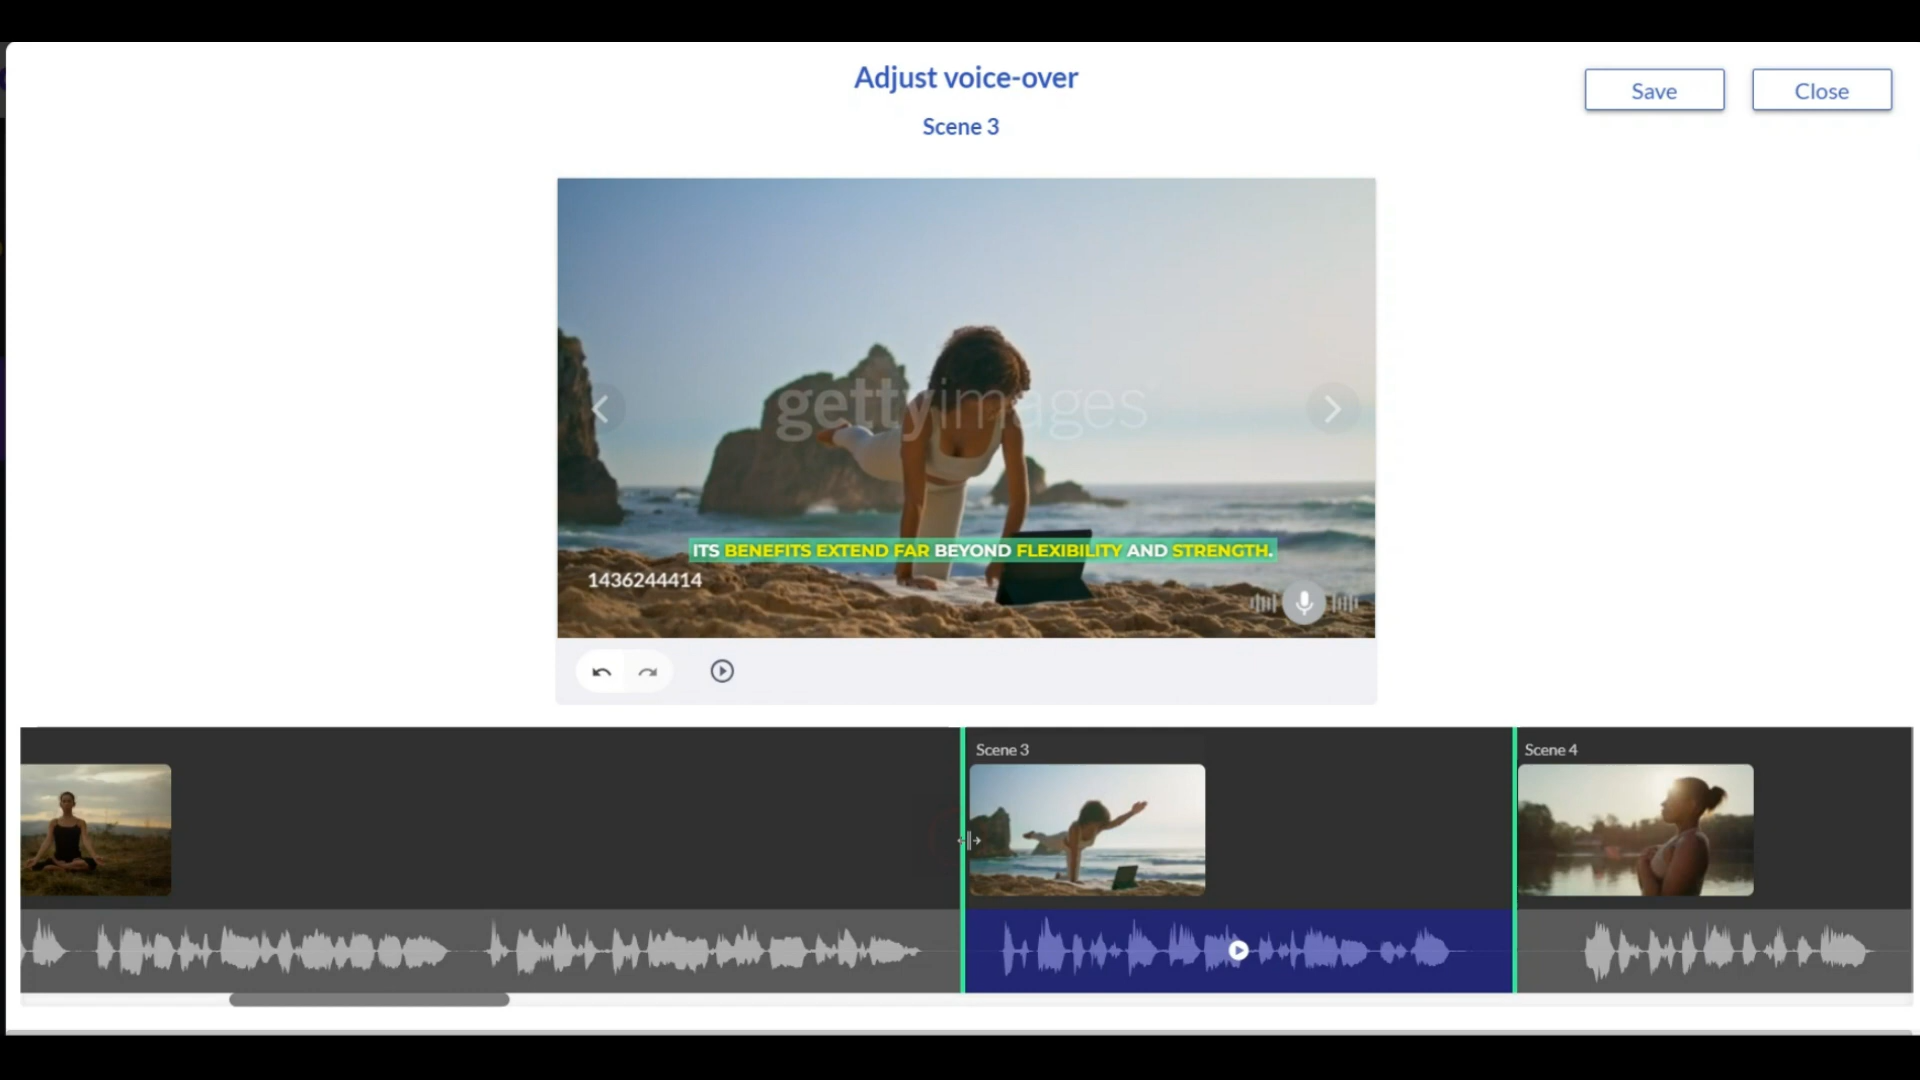 Adjust voice-over
Save
Close
Scene 3
gettyimages
ITS BENEFITS EXTEND FAR BEYOND FLEXIBILITY AND STRENGTH.
1436244414
Scene 3
Scene 4